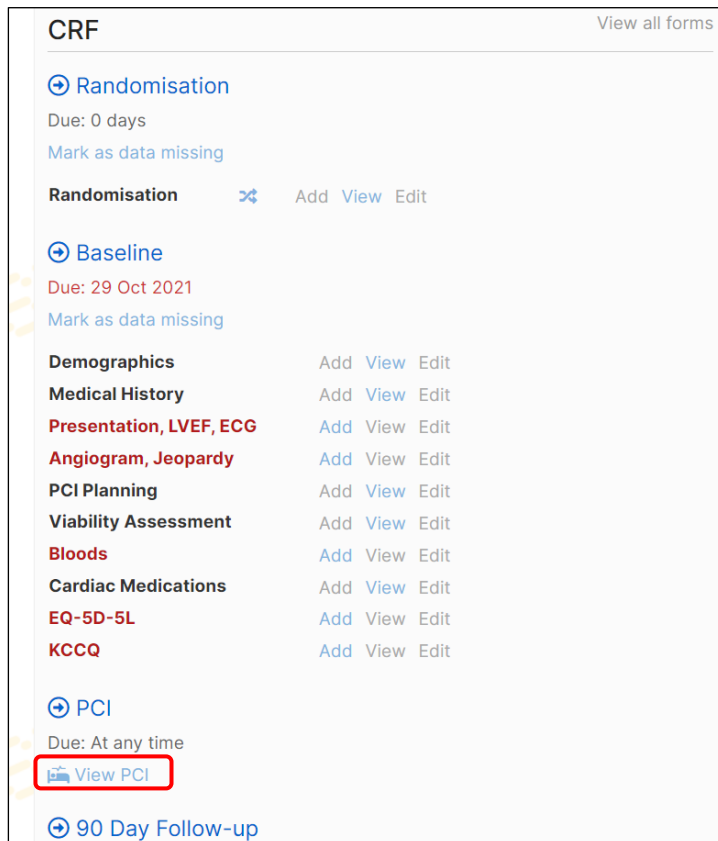 CRF View all forms
Randomisation
Due: 0 days
Mark as data missing
Randomisation Add View Edit
Baseline
Due: 29 Oct 2021
Mark as data missing
Demographics Add View Edit
Medical History Add View Edit
Presentation, LVEF, ECG Add View Edit
Angiogram, Jeopardy Add View Edit
PCI Planning Add View Edit
Viability Assessment Add View Edit
Bloods Add View Edit
Cardiac Medications Add View Edit
EQ-5D-5L Add View Edit
KCCQ Add View Edit
PCI
Due: At any time
View PCI
90 Day Follow-up